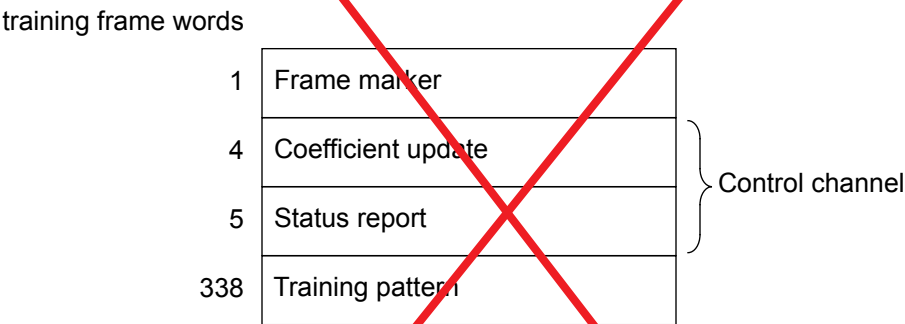 training frame words
1 Frame marker
4 Coefficient update
5 Status report
Control channel
338 Training pattern